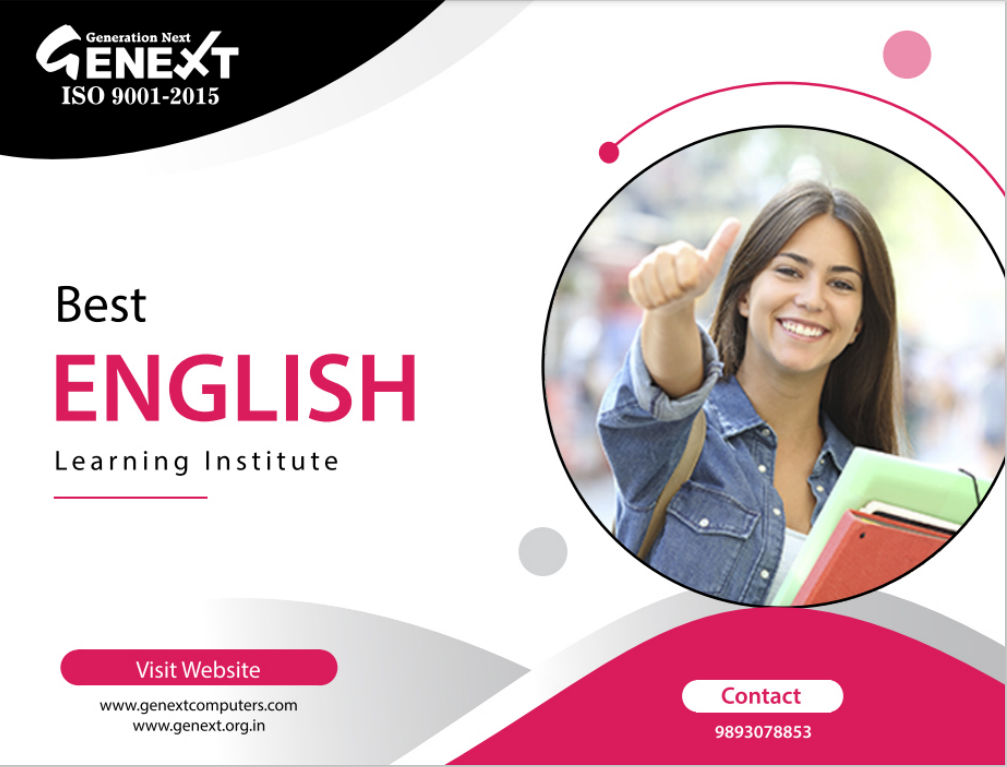 Generation Next
GENEXT
ISO 9001-2015
Best
ENGLISH
Learning Institute
Visit Website
www.genextcomputers.com
www.genext.org.in
Contact
9893078853